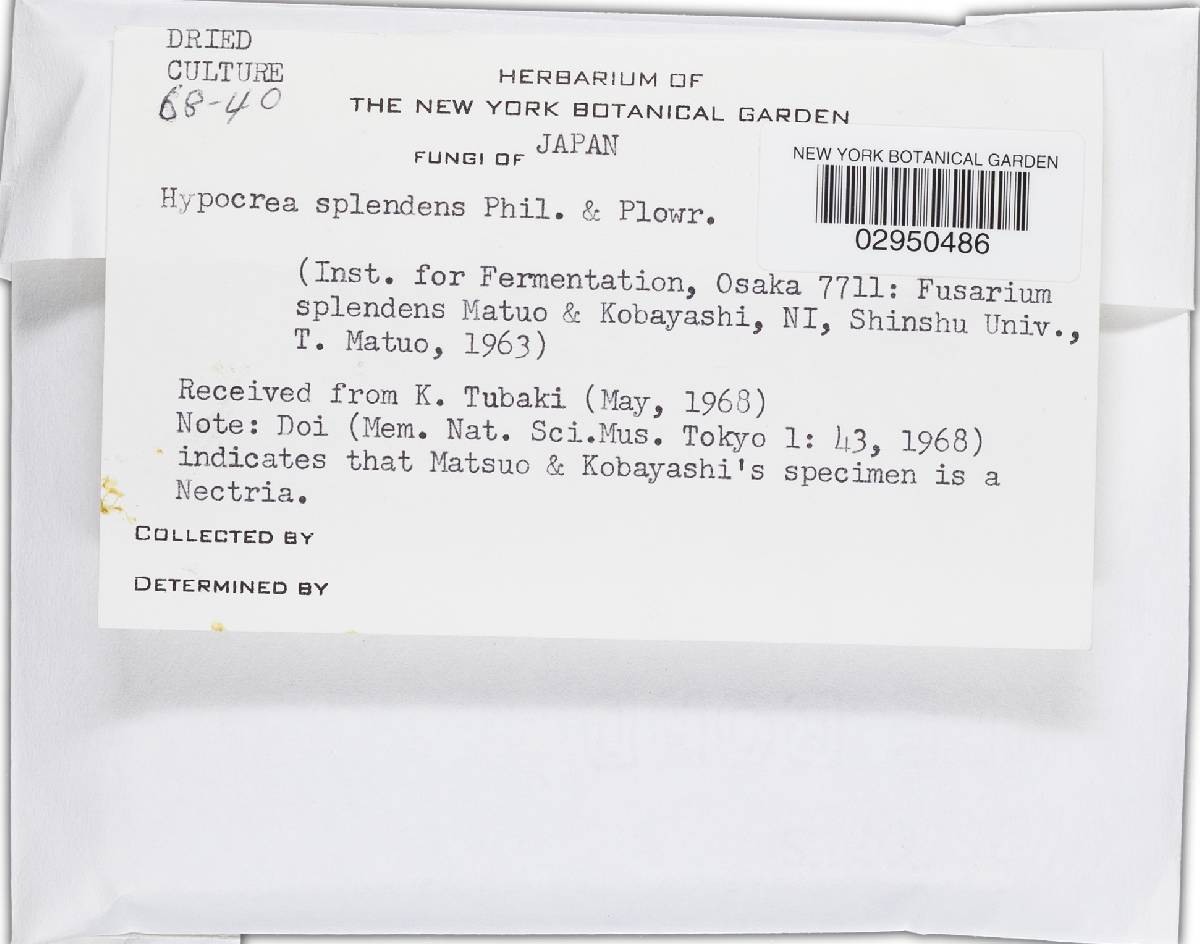 DRIED
CULTURE
68-40
HERBARIUM OF
THE NEW YORK BOTANICAL GARDEN
FUNGI OF JAPAN
NEW YORK BOTANICAL GARDEN
02950486
Hypocrea splendens Phil. & Plowr.
(Inst. for Fermentation, Osaka 7711: Fusarium
splendens Matuo & Kobayashi, NI, Shinshu Univ.,
T. Matuo, 1963)
Received from K. Tubaki (May, 1968)
Note: Doi (Mem. Nat. Sci.Mus. Tokyo 1: 43, 1968)
indicates that Matsuo & Kobayashi's specimen is a
Nectria.
COLLECTED BY
DETERMINED BY